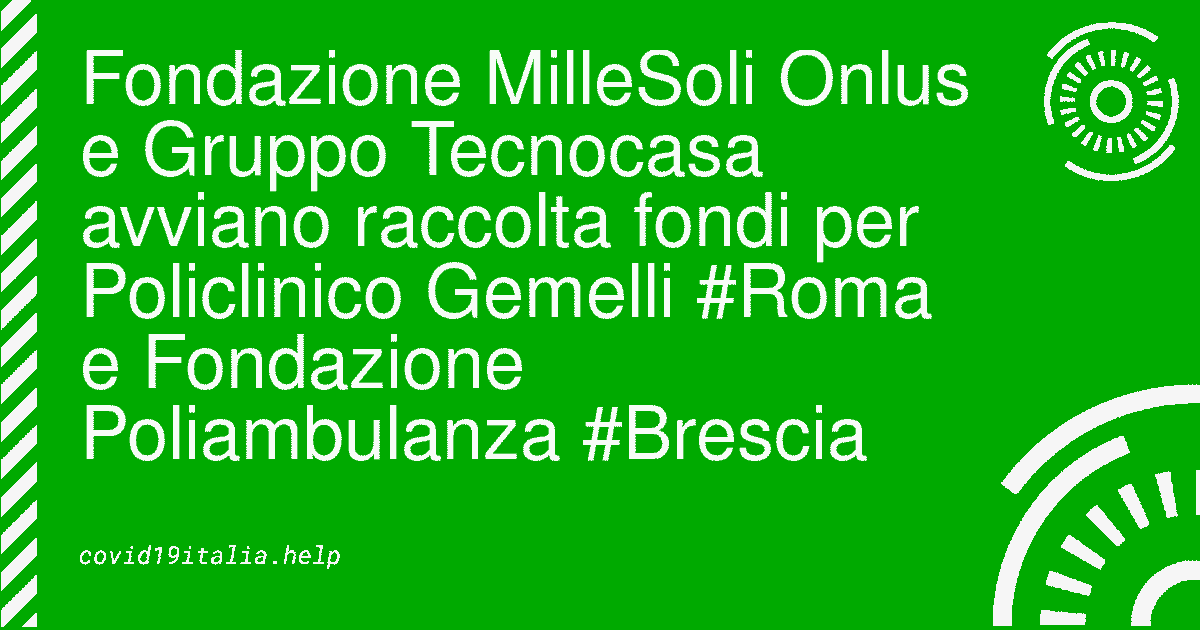 Fondazione MilleSoli Onlus
e Gruppo Tecnocasa
avviano raccolta fondi per
Policlinico Gemelli #Roma
e Fondazione
Poliambulanza #Brescia
covid19italia.help